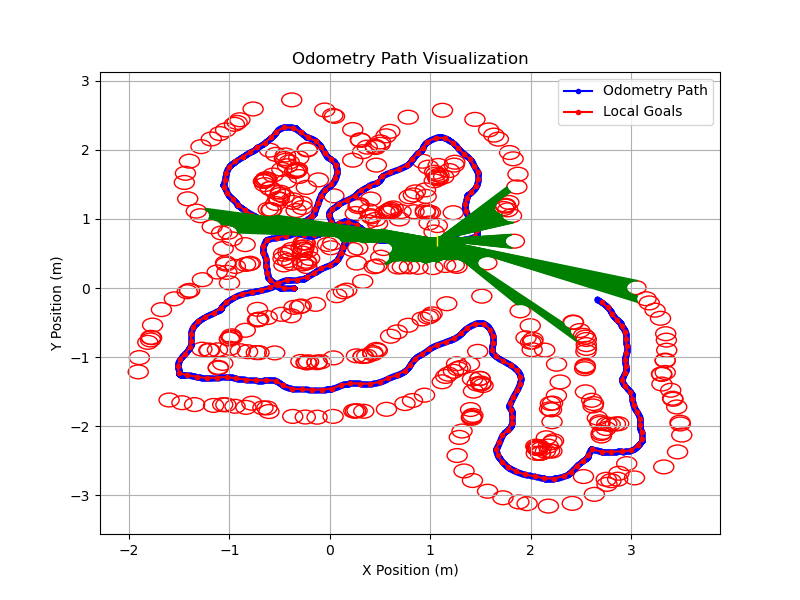 Odometry Path Visualization
Odometry Path
Local Goals
3
2
1
0
−1
−2
−3
Y Position (m)
−2
−1
0
1
2
3
X Position (m)